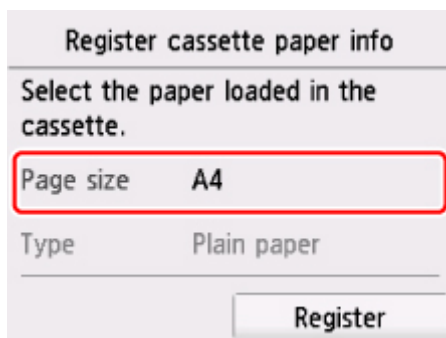 Register cassette paper info
Select the paper loaded in the
cassette.
Page size A4
Type Plain paper
Register